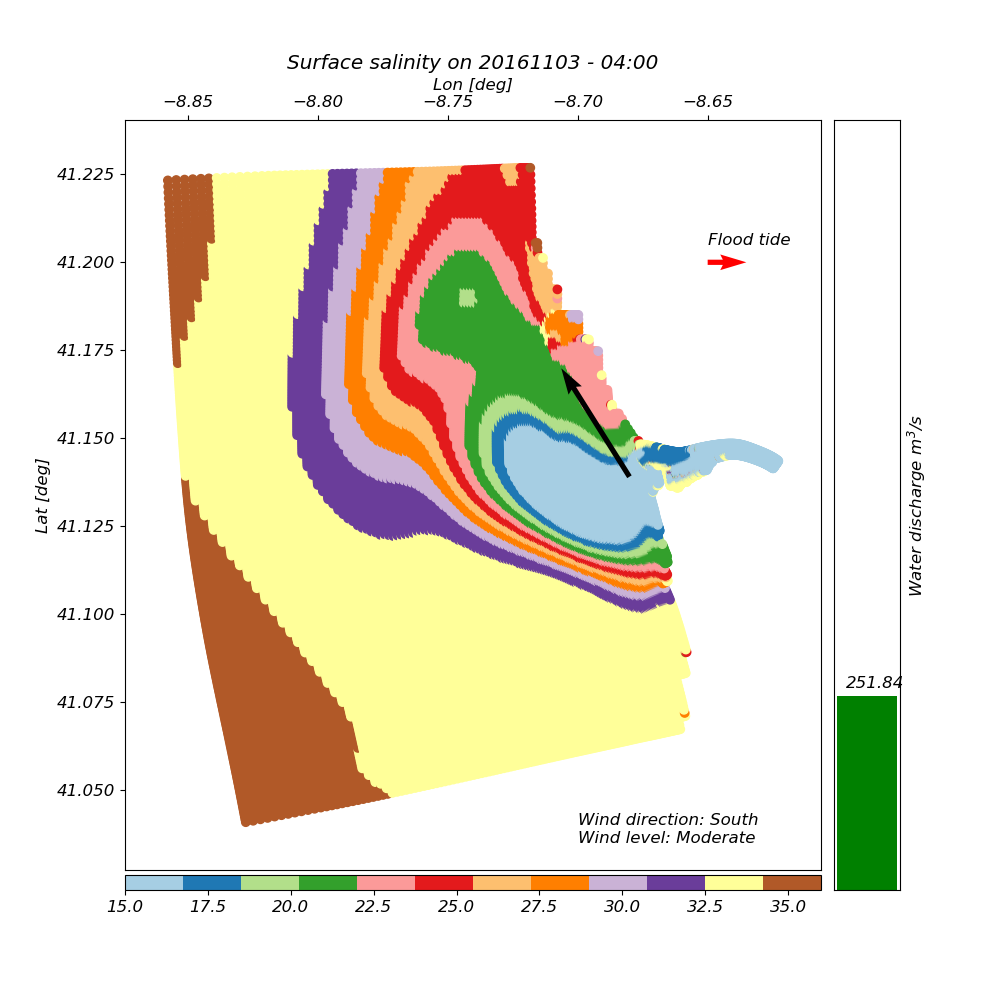 Surface salinity on 20161103 - 04:00
Lon [deg]
−8.85 −8.80 −8.75 −8.70 −8.65
41.225
41.200
41.175
41.150
41.125
41.100
41.075
41.050
Lat [deg]
Flood tide
Wind direction: South
Wind level: Moderate
15.0 17.5 20.0 22.5 25.0 27.5 30.0 32.5 35.0
251.84
Water discharge m³/s